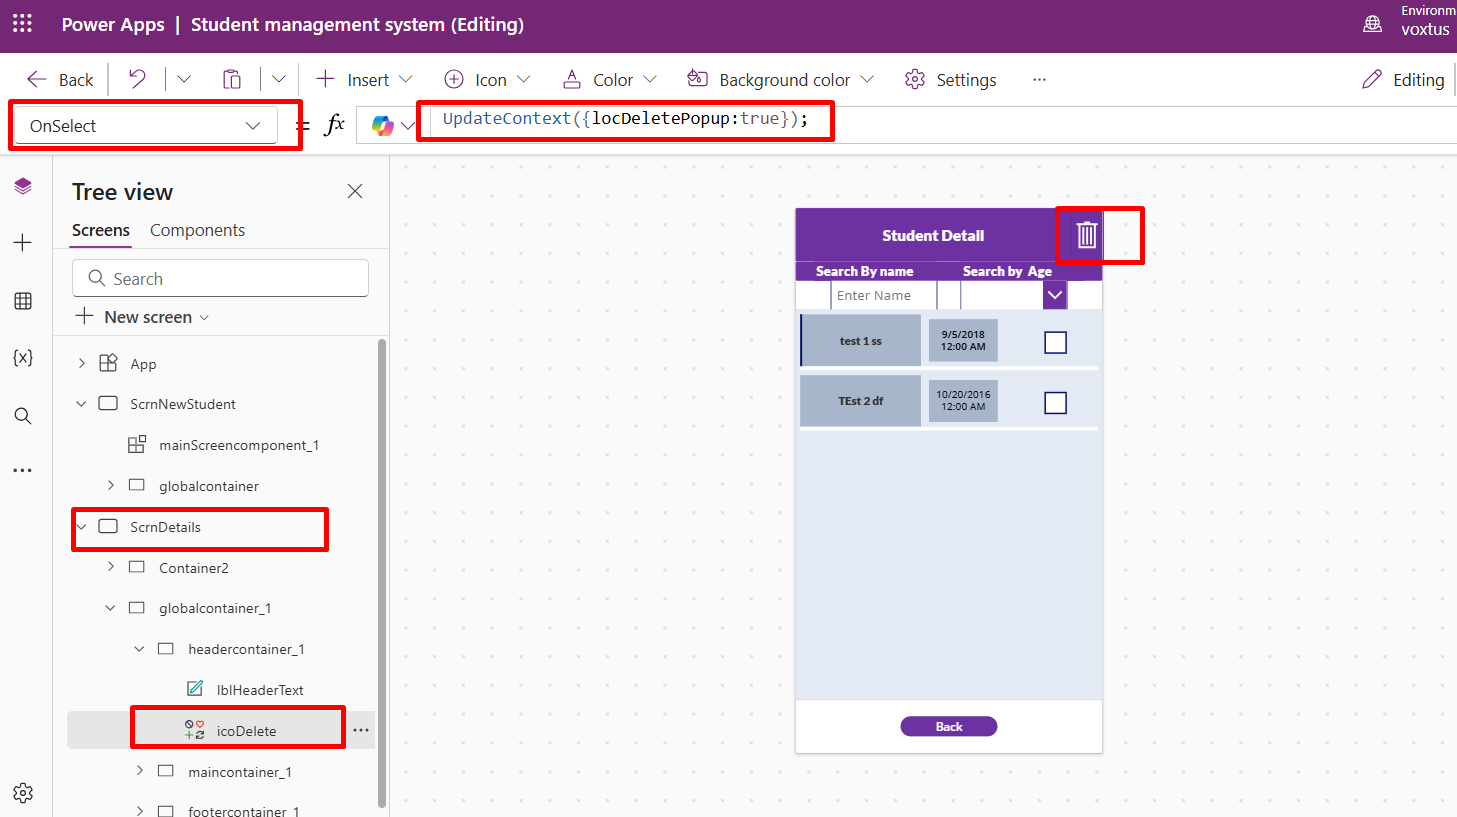 Power Apps | Student management system (Editing)
Environm
voxtus
Back
Insert
Icon
Color
Background color
Settings
Editing
OnSelect
= fx
UpdateContext({locDeletePopup:true});
Tree view
Screens Components
Search
New screen
App
ScrnNewStudent
mainScreencomponent_1
globalcontainer
ScrnDetails
Container2
globalcontainer_1
headercontainer_1
lblHeaderText
icoDelete
maincontainer_1
footercontainer_1
Student Detail
Search By name Search by Age
Enter Name
test 1 ss
9/5/2018
12:00 AM
TEst 2 df
10/20/2016
12:00 AM
Back